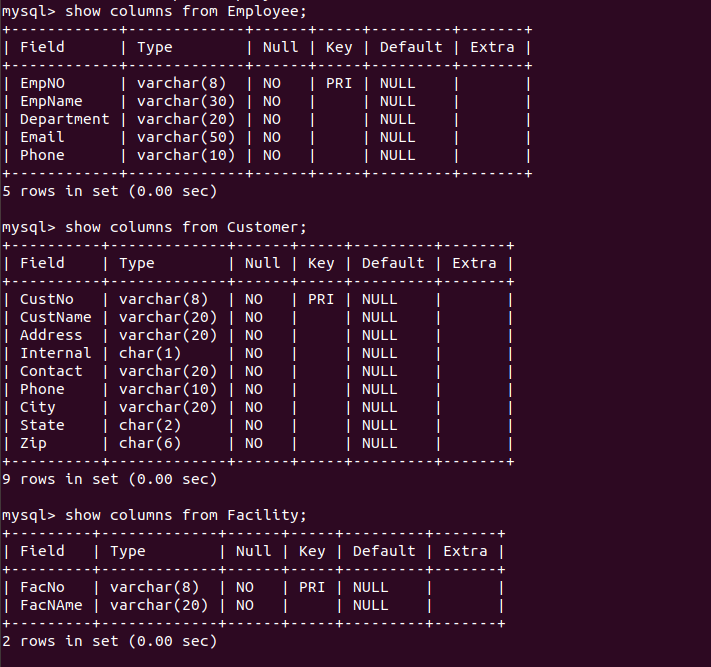 mysql> show columns from Employee;
+------------+-------------+------+-----+---------+-------+
| Field      | Type        | Null | Key | Default | Extra |
+------------+-------------+------+-----+---------+-------+
| EmpNO      | varchar(8)  | NO   | PRI | NULL    |       |
| EmpName    | varchar(30) | NO   |     | NULL    |       |
| Department | varchar(20) | NO   |     | NULL    |       |
| Email      | varchar(50) | NO   |     | NULL    |       |
| Phone      | varchar(10) | NO   |     | NULL    |       |
+------------+-------------+------+-----+---------+-------+
5 rows in set (0.00 sec)

mysql> show columns from Customer;
+----------+-------------+------+-----+---------+-------+
| Field    | Type        | Null | Key | Default | Extra |
+----------+-------------+------+-----+---------+-------+
| CustNo   | varchar(8)  | NO   | PRI | NULL    |       |
| CustName | varchar(20) | NO   |     | NULL    |       |
| Address  | varchar(20) | NO   |     | NULL    |       |
| Internal | char(1)     | NO   |     | NULL    |       |
| Contact  | varchar(20) | NO   |     | NULL    |       |
| Phone    | varchar(10) | NO   |     | NULL    |       |
| City     | varchar(20) | NO   |     | NULL    |       |
| State    | char(2)     | NO   |     | NULL    |       |
| Zip      | char(6)     | NO   |     | NULL    |       |
+----------+-------------+------+-----+---------+-------+
9 rows in set (0.00 sec)

mysql> show columns from Facility;
+---------+-------------+------+-----+---------+-------+
| Field   | Type        | Null | Key | Default | Extra |
+---------+-------------+------+-----+---------+-------+
| FacNo   | varchar(8)  | NO   | PRI | NULL    |       |
| FacNAme | varchar(20) | NO   |     | NULL    |       |
+---------+-------------+------+-----+---------+-------+
2 rows in set (0.00 sec)